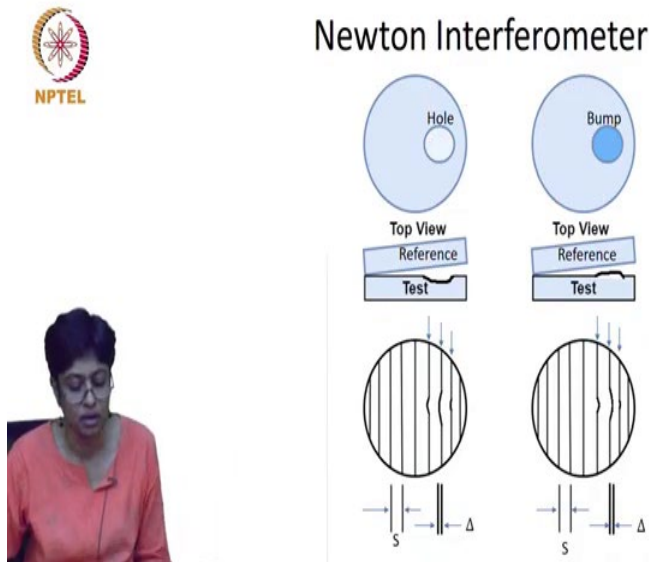 NPTEL
Newton Interferometer
Hole
Bump
Top View
Top View
Reference
Reference
Test
Test
S
Δ
S
Δ